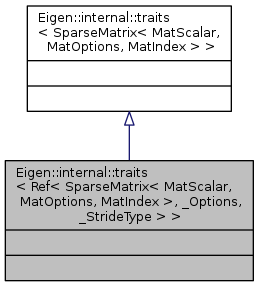 Eigen::internal::traits
< SparseMatrix< MatScalar,
MatOptions, MatIndex > >
Eigen::internal::traits
< Ref< SparseMatrix< MatScalar,
MatOptions, MatIndex >, _Options,
_StrideType > >